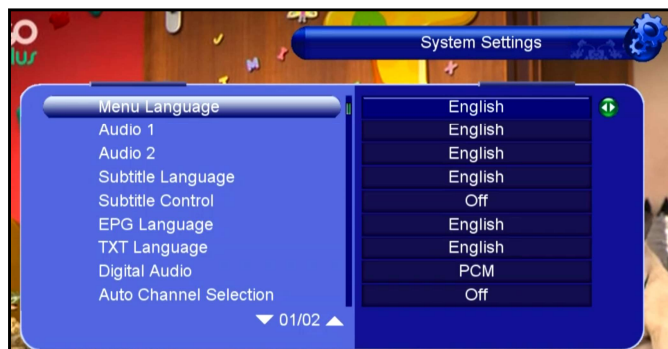 lus
System Settings
Menu Language English
Audio 1 English
Audio 2 English
Subtitle Language English
Subtitle Control Off
EPG Language English
TXT Language English
Digital Audio PCM
Auto Channel Selection Off
01/02